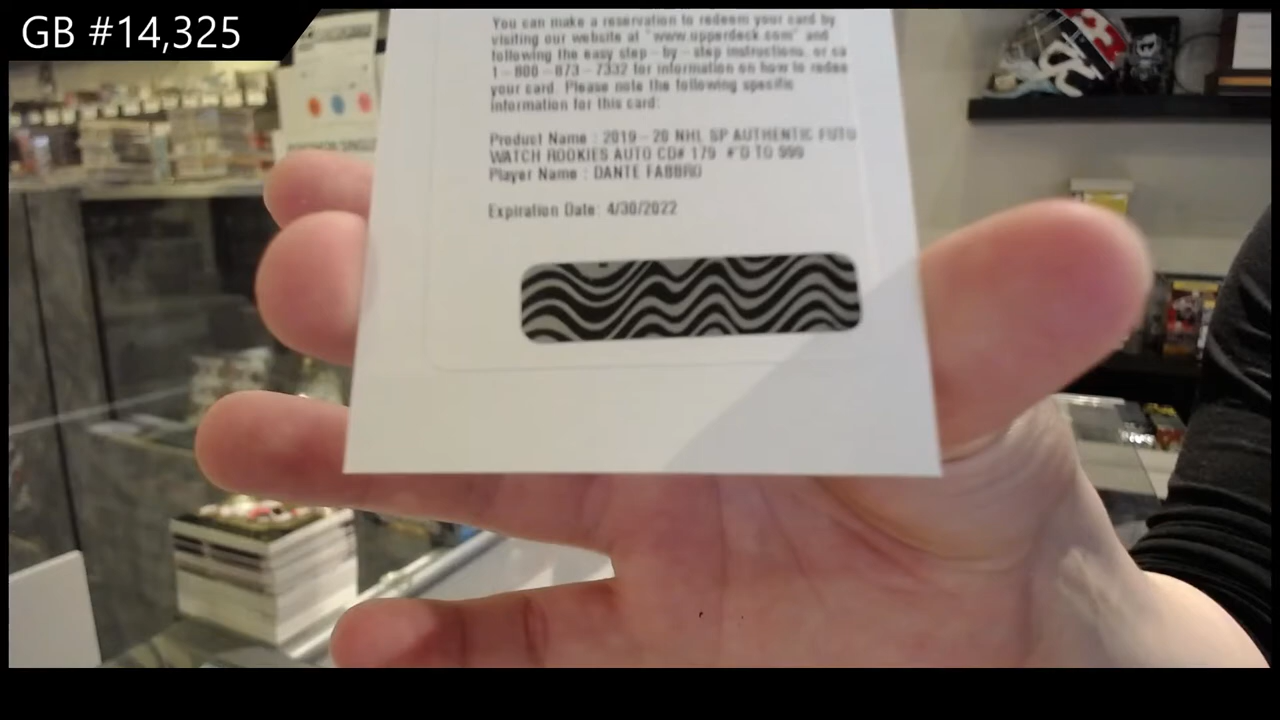 GB #14,325
You can make a reservation to redeem your card by
visiting our website at "www.upperdeck.com" and
following the easy step-by-step instructions, or ca
1-800-873-7332 for information on how to redee
your card. Please note the following specific
information for this card:
Product Name : 2019-20 NHL SP AUTHENTIC FUTU
WATCH ROOKIES AUTO CD# 179 #'D TO 999
Player Name : DANTE FABBRO
Expiration Date: 4/30/2022